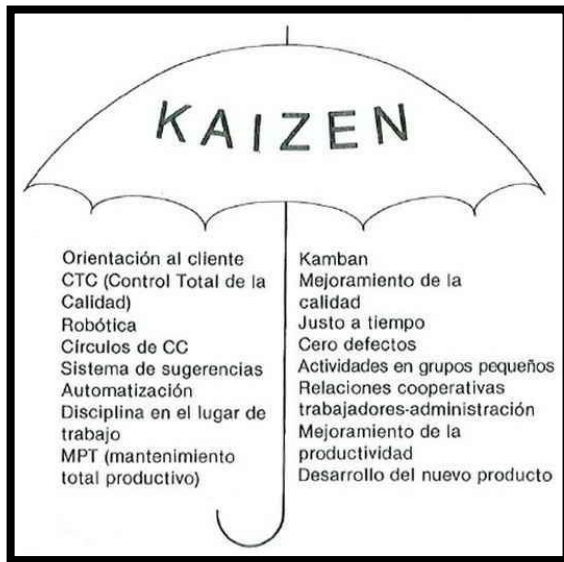 KAIZEN
Orientación al cliente
CTC (Control Total de la
Calidad)
Robótica
Círculos de CC
Sistema de sugerencias
Automatización
Disciplina en el lugar de
trabajo
MPT (mantenimiento
total productivo)
Kamban
Mejoramiento de la
calidad
Justo a tiempo
Cero defectos
Actividades en grupos pequeños
Relaciones cooperativas
trabajadores-administración
Mejoramiento de la
productividad
Desarrollo del nuevo producto